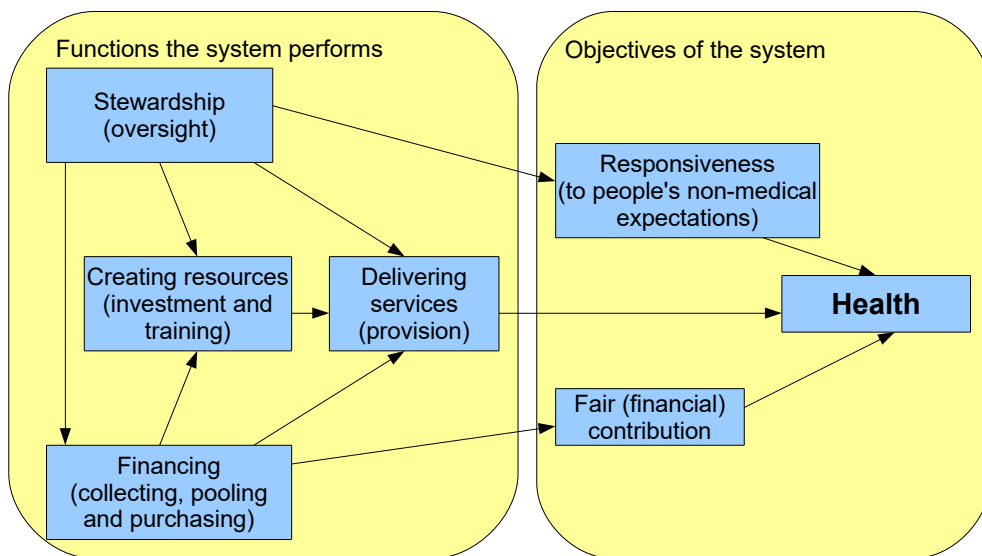 Functions the system performs
Stewardship
(oversight)
Creating resources
(investment and
training)
Delivering
services
(provision)
Financing
(collecting, pooling
and purchasing)
Objectives of the system
Responsiveness
(to people's non-medical
expectations)
Health
Fair (financial)
contribution